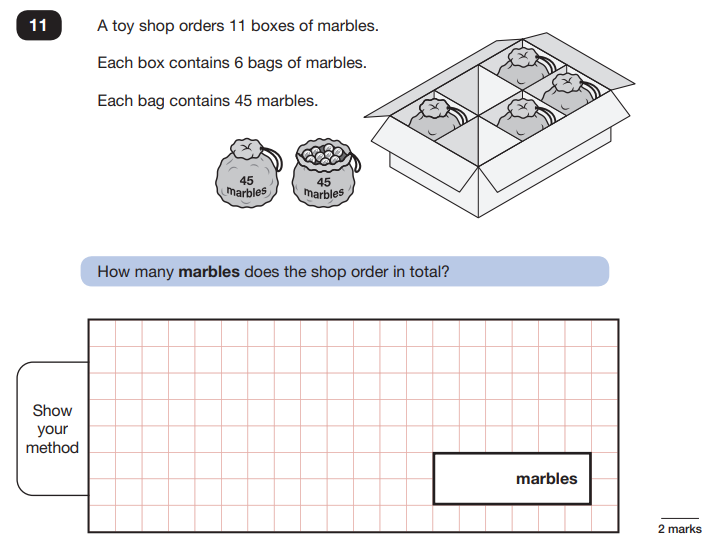 11
A toy shop orders 11 boxes of marbles.
Each box contains 6 bags of marbles.
Each bag contains 45 marbles.
45
marbles
45
marbles
How many marbles does the shop order in total?
Show
your
method
marbles
2 marks